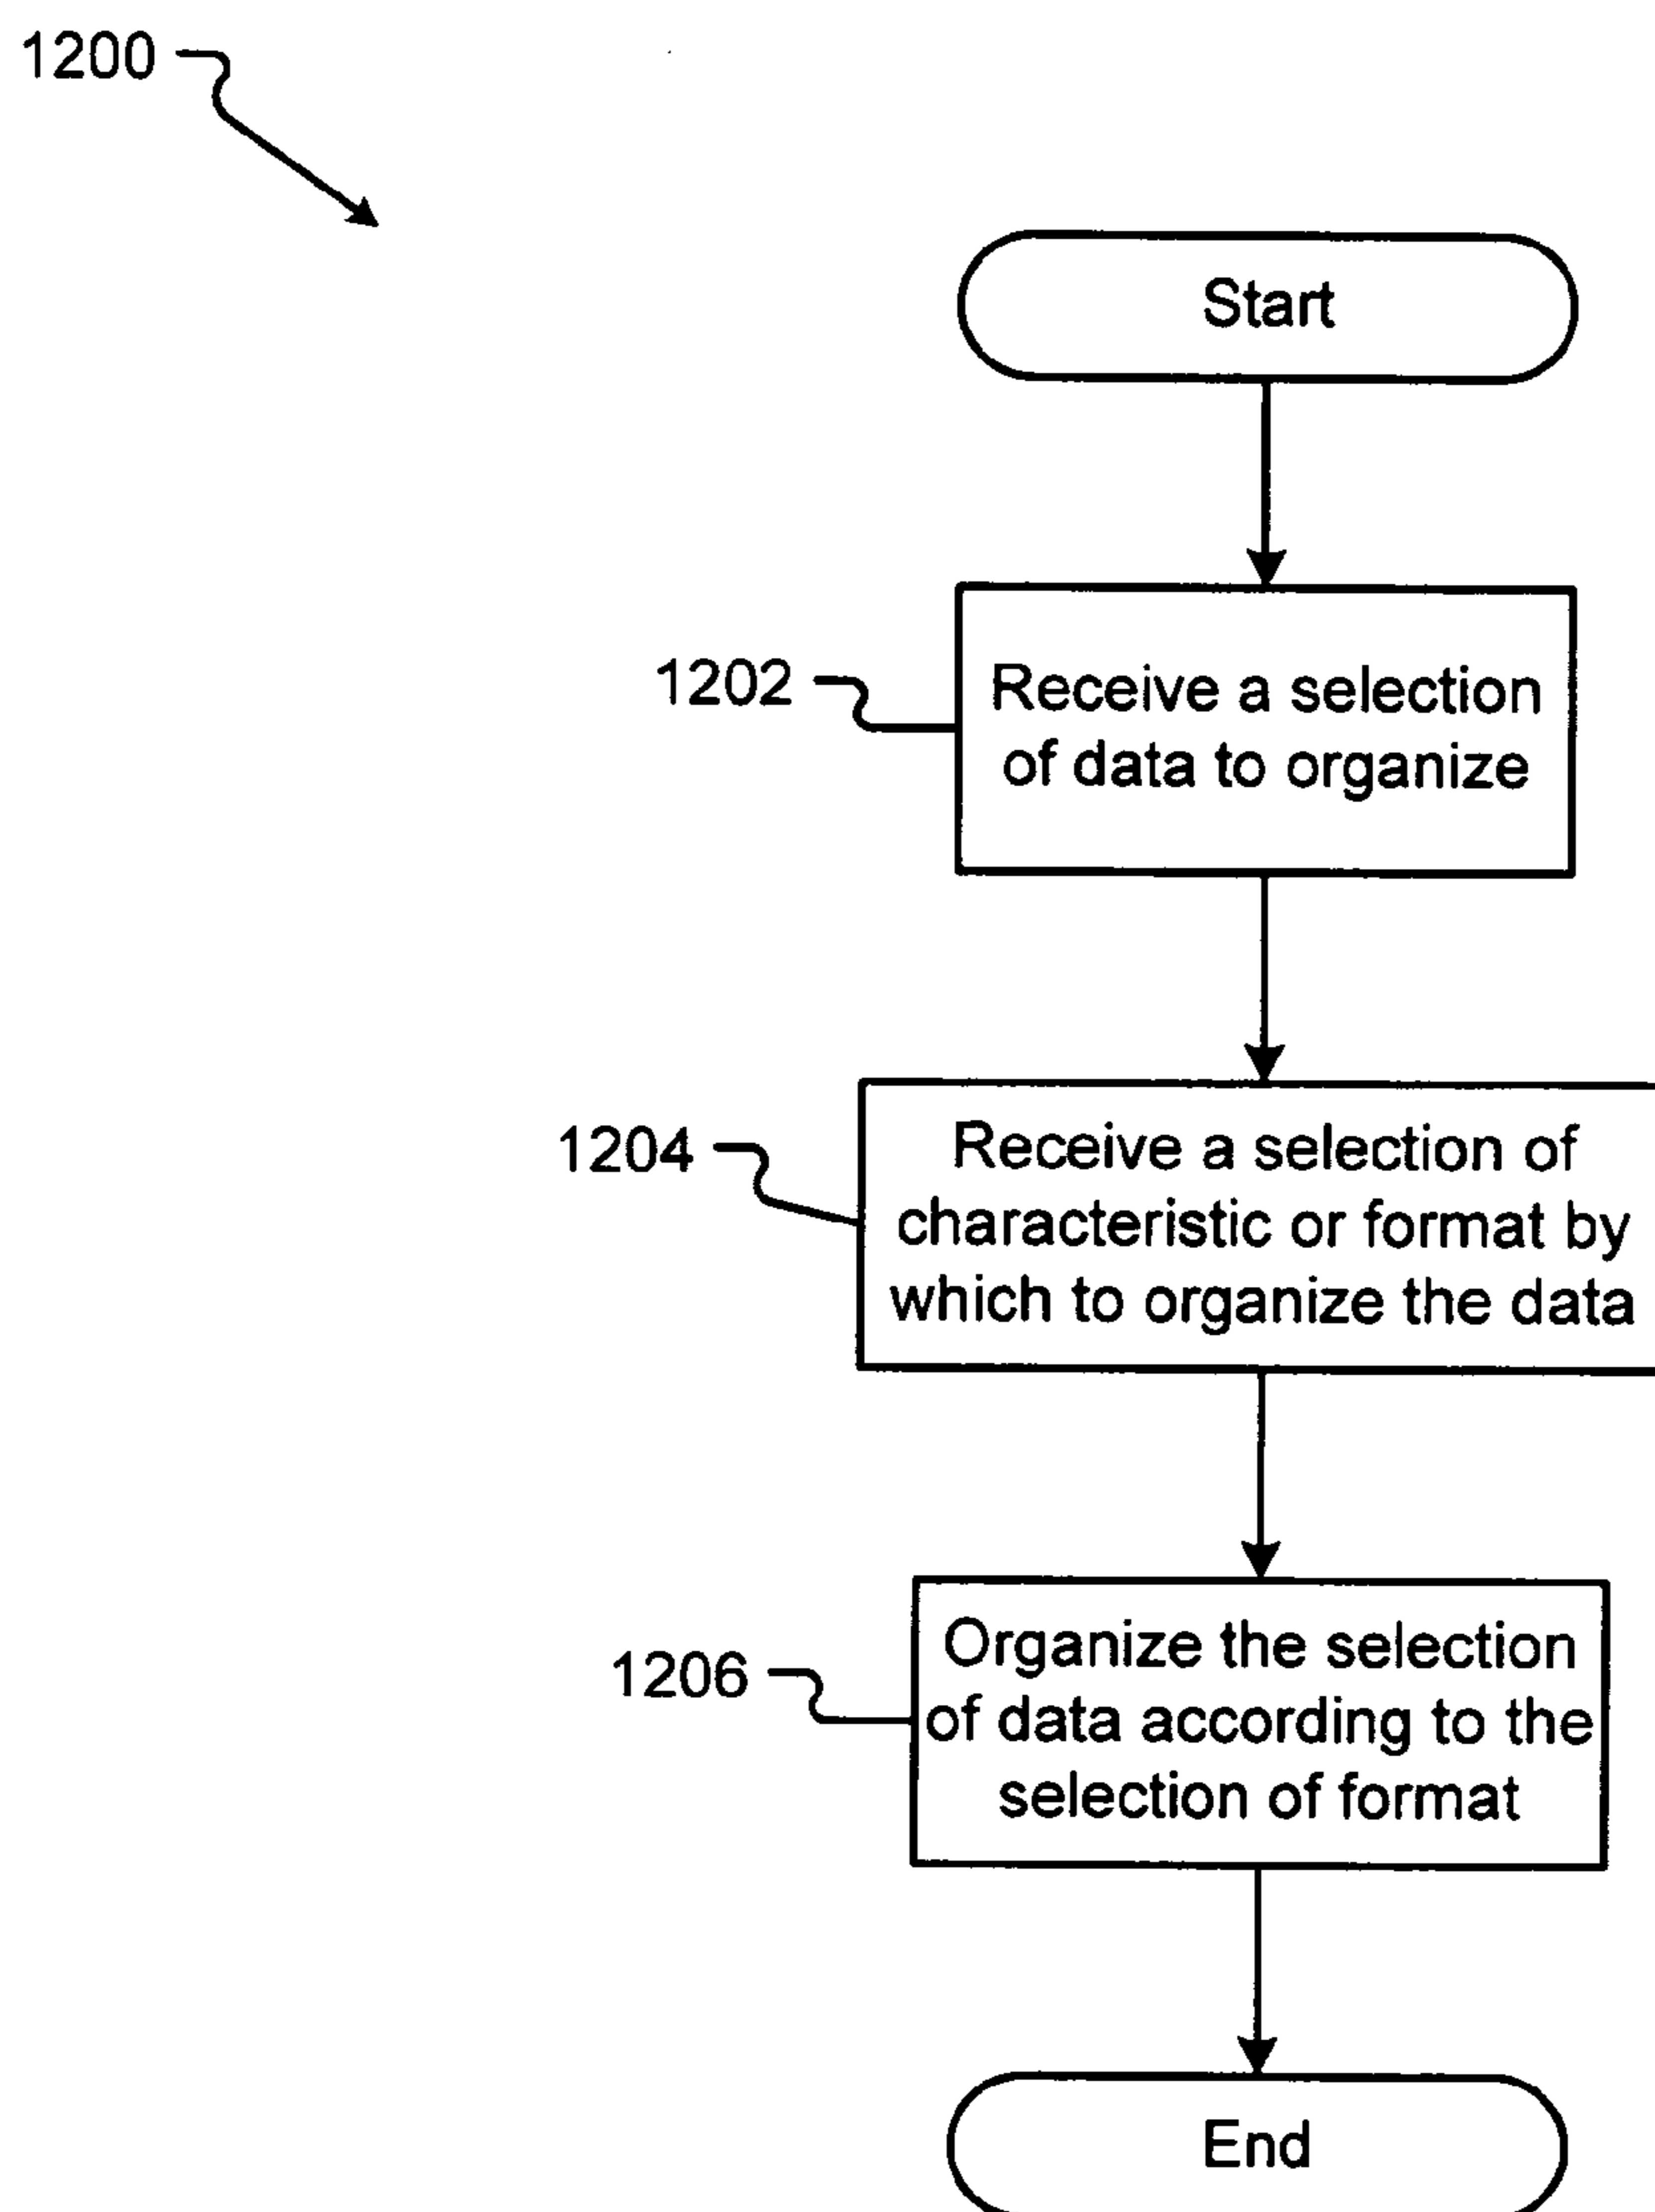 1200
Start
1202
Receive a selection
of data to organize
1204
Receive a selection of
characteristic or format by
which to organize the data
1206
Organize the selection
of data according to the
selection of format
End